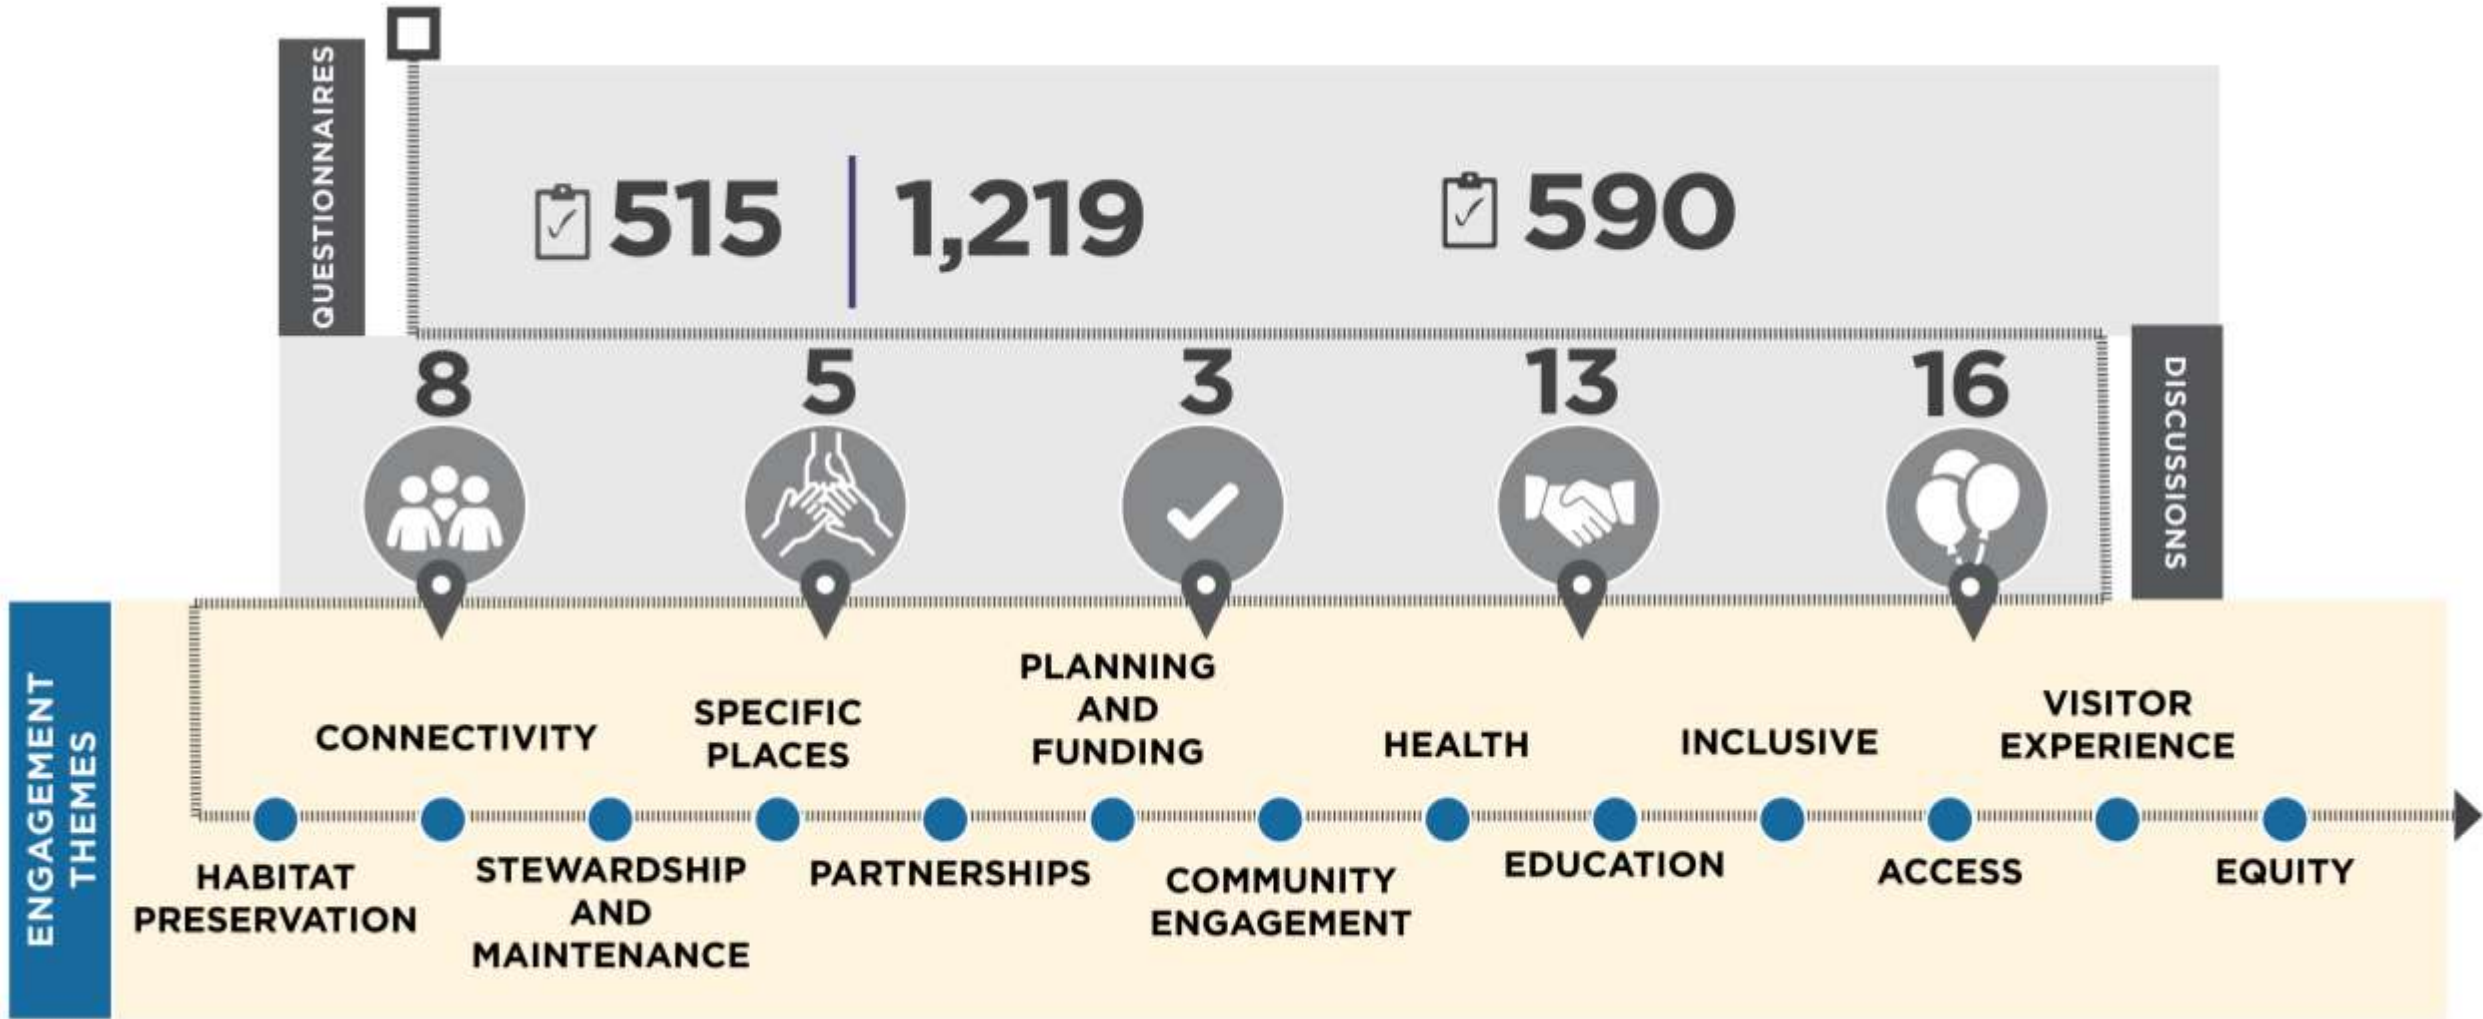 QUESTIONNAIRES
515
1,219
590
8
5
3
13
16
DISCUSSIONS
ENGAGEMENT
THEMES
HABITAT
PRESERVATION
CONNECTIVITY
STEWARDSHIP
AND
MAINTENANCE
SPECIFIC
PLACES
PARTNERSHIPS
PLANNING
AND
FUNDING
COMMUNITY
ENGAGEMENT
HEALTH
EDUCATION
INCLUSIVE
ACCESS
VISITOR
EXPERIENCE
EQUITY